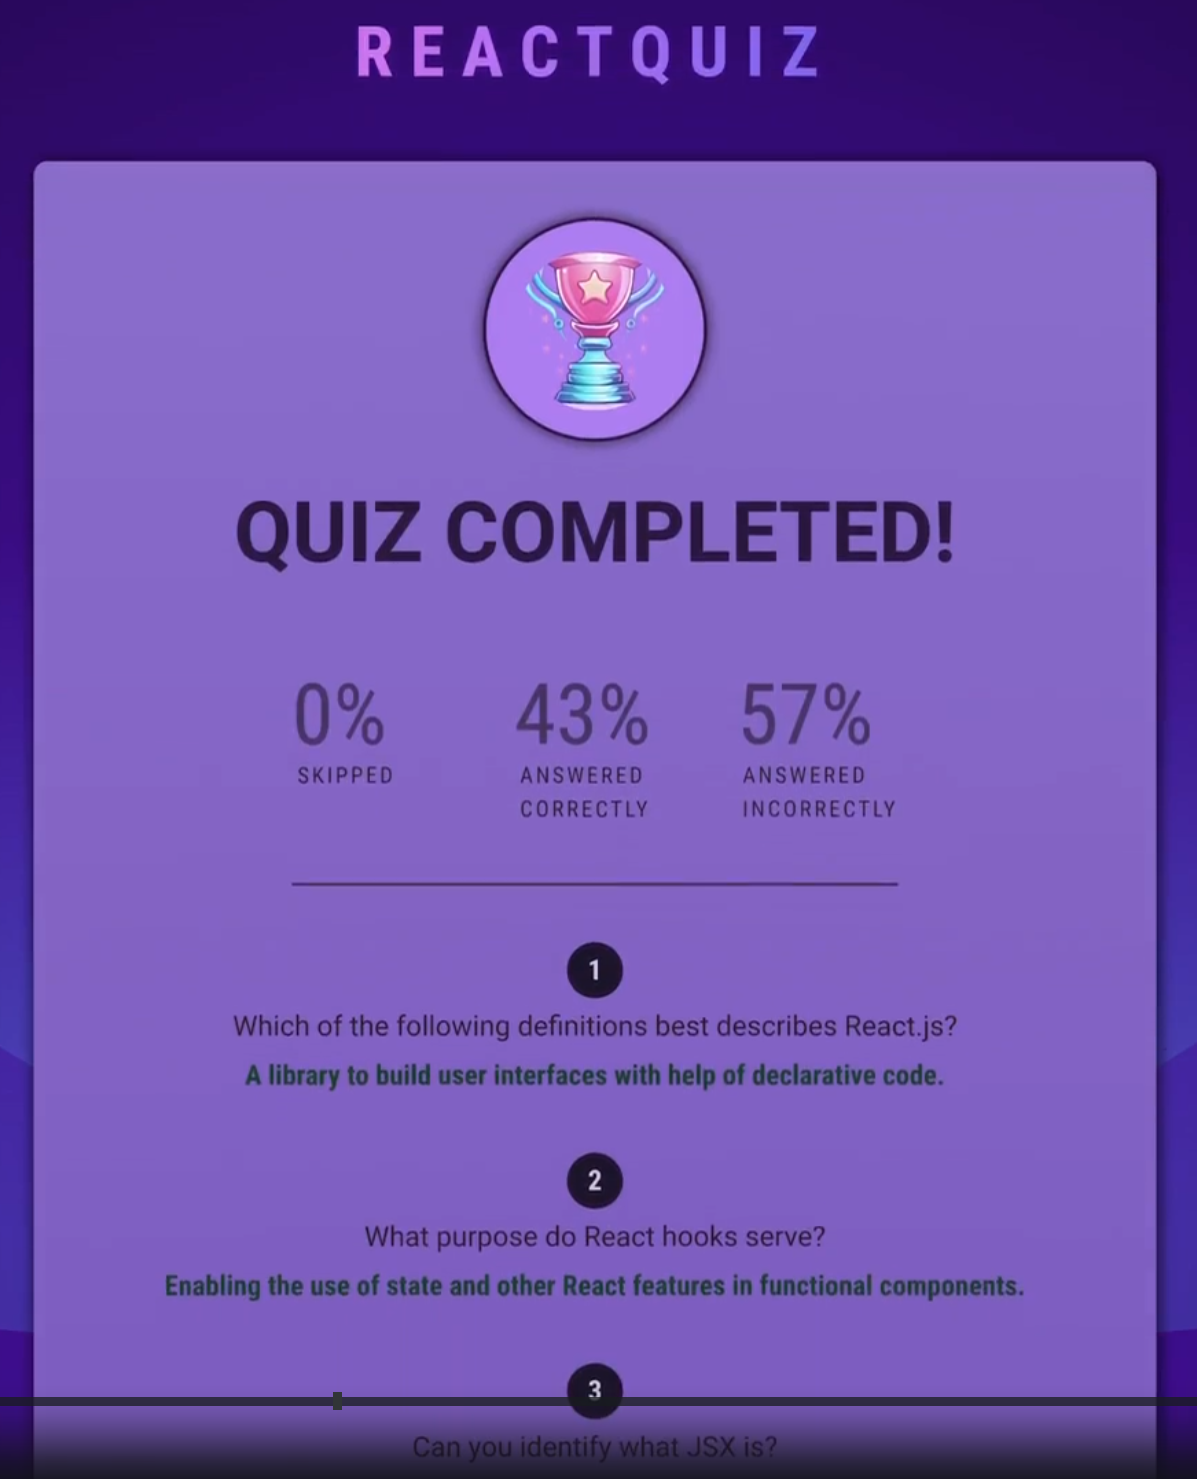 REACTQUIZ
QUIZ COMPLETED!
0% 43% 57%
SKIPPED ANSWERED ANSWERED
CORRECTLY INCORRECTLY
1
Which of the following definitions best describes React.js?
A library to build user interfaces with help of declarative code.
2
What purpose do React hooks serve?
Enabling the use of state and other React features in functional components.
3
Can you identify what JSX is?